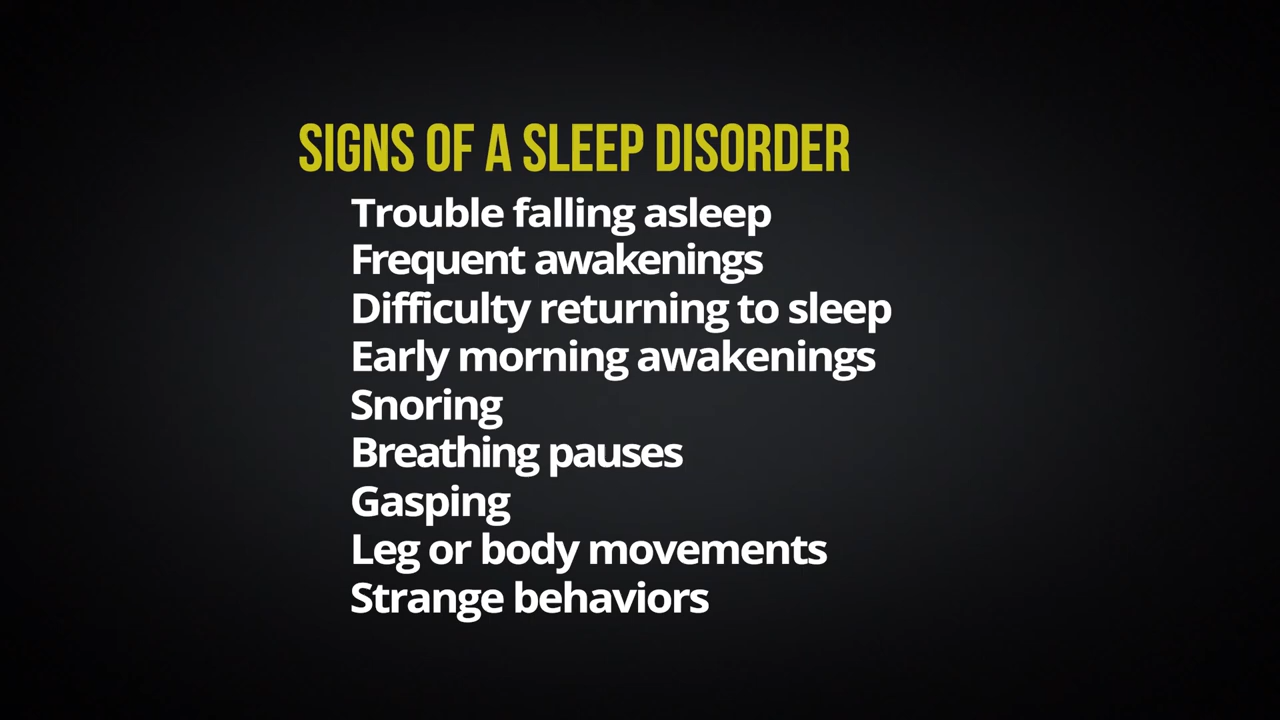 SIGNS OF A SLEEP DISORDER
Trouble falling asleep
Frequent awakenings
Difficulty returning to sleep
Early morning awakenings
Snoring
Breathing pauses
Gasping
Leg or body movements
Strange behaviors